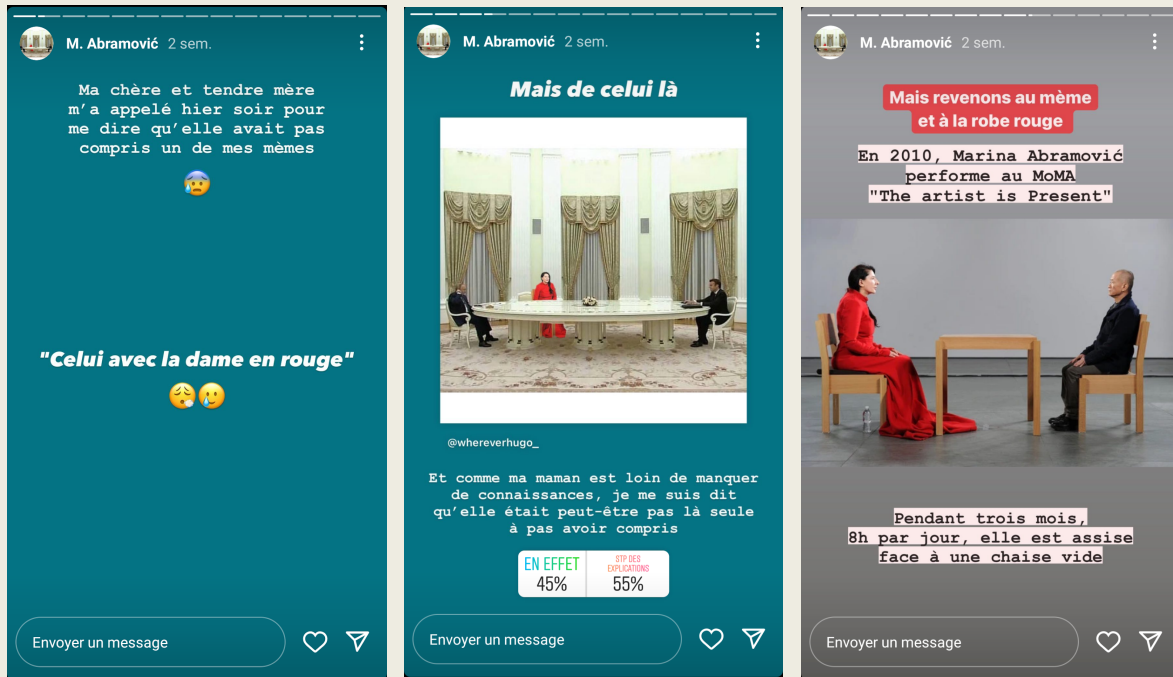 M. Abramović 2 sem.
Ma chère et tendre mère
m'a appelé hier soir pour
me dire qu'elle avait pas
compris un de mes mèmes
"Celui avec la dame en rouge"
Envoyer un message
M. Abramović 2 sem.
Mais de celui là
@whereverhugo_
Et comme ma maman est loin de manquer
de connaissances, je me suis dit
qu'elle était peut-être pas là seule
à pas avoir compris
EN EFFET
45%
STP DES
EXPLICATIONS
55%
Envoyer un message
M. Abramović 2 sem.
Mais revenons au mème
et à la robe rouge
En 2010, Marina Abramović
performe au MoMA
"The artist is Present"
Pendant trois mois,
8h par jour, elle est assise
face à une chaise vide
Envoyer un message